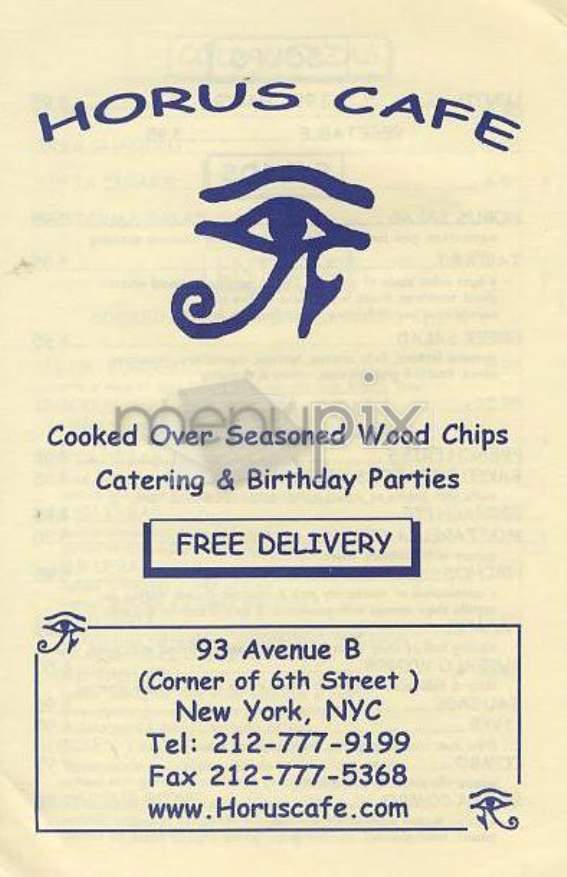 HORUS CAFE
menupix
Cooked Over Seasoned Wood Chips
Catering & Birthday Parties
FREE DELIVERY
93 Avenue B
(Corner of 6th Street )
New York, NYC
Tel: 212-777-9199
Fax 212-777-5368
www.Horuscafe.com